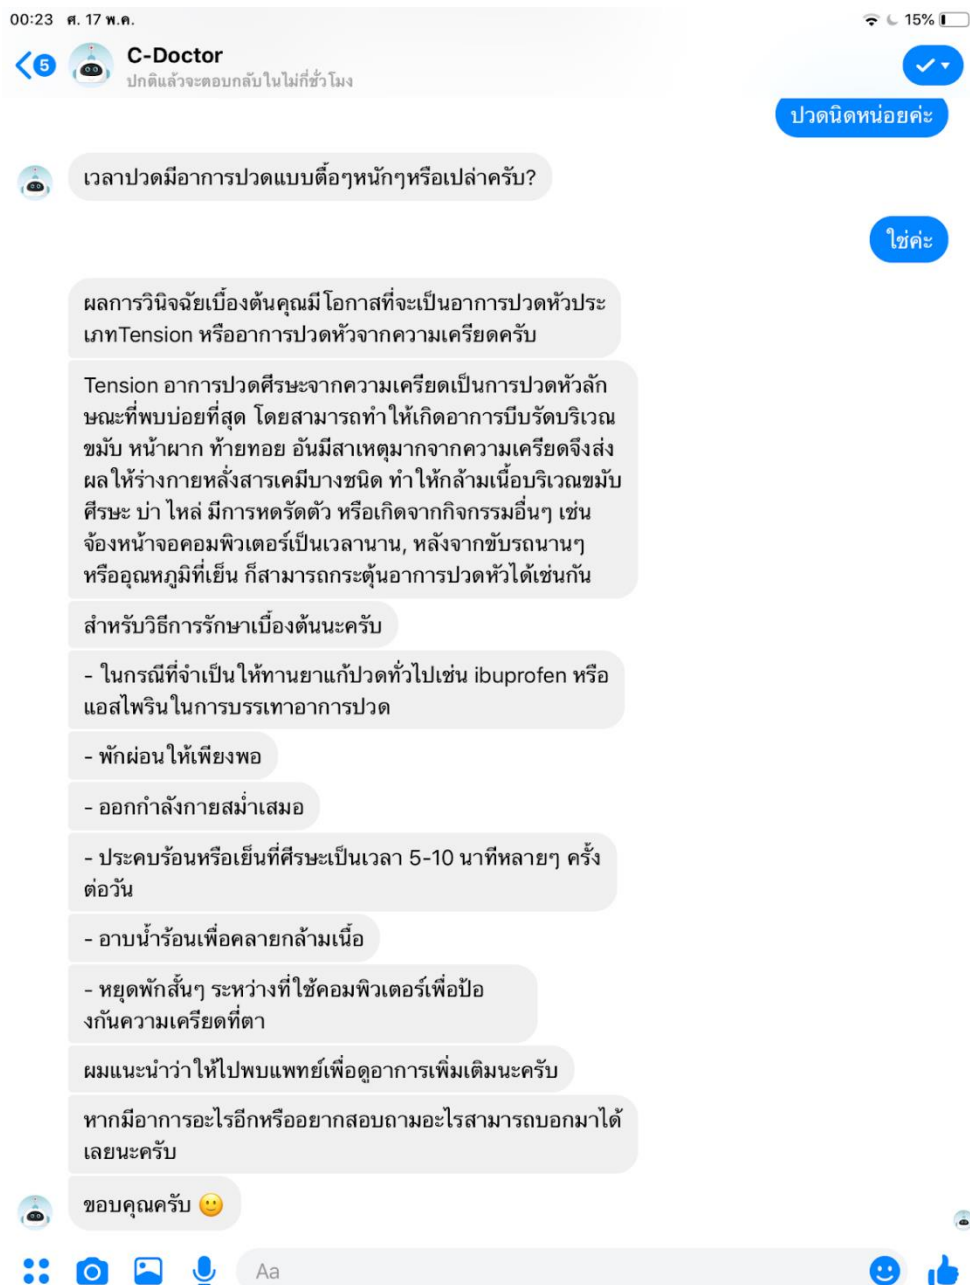 00:23 ศ. 17 พ.ค.
15%
5
C-Doctor
ปกติแล้วจะตอบกลับในไม่กี่ชั่วโมง
ปวดนิดหน่อยค่ะ
เวลาปวดมีอาการปวดแบบตื้อๆหนักๆหรือเปล่าครับ?
ใช่ค่ะ
ผลการวินิจฉัยเบื้องต้นคุณมีโอกาสที่จะเป็นอาการปวดหัวประ
เภทTension หรืออาการปวดหัวจากความเครียดครับ
Tension อาการปวดศีรษะจากความเครียดเป็นการปวดหัวลัก
ษณะที่พบบ่อยที่สุด โดยสามารถทำให้เกิดอาการบีบรัดบริเวณ
ขมับ หน้าผาก ท้ายทอย อันมีสาเหตุมากจากความเครียดจึงส่ง
ผลให้ร่างกายหลั่งสารเคมีบางชนิด ทำให้กล้ามเนื้อบริเวณขมับ
ศีรษะ บ่า ไหล่ มีการหดรัดตัว หรือเกิดจากกิจกรรมอื่นๆ เช่น
จ้องหน้าจอคอมพิวเตอร์เป็นเวลานาน, หลังจากขับรถนานๆ
หรืออุณหภูมิที่เย็น ก็สามารถกระตุ้นอาการปวดหัวได้เช่นกัน
สำหรับวิธีการรักษาเบื้องต้นนะครับ
- ในกรณีที่จำเป็นให้ทานยาแก้ปวดทั่วไปเช่น ibuprofen หรือ
แอสไพรินในการบรรเทาอาการปวด
- พักผ่อนให้เพียงพอ
- ออกกำลังกายสม่ำเสมอ
- ประคบร้อนหรือเย็นที่ศีรษะเป็นเวลา 5-10 นาทีหลายๆ ครั้ง
ต่อวัน
- อาบน้ำร้อนเพื่อคลายกล้ามเนื้อ
- หยุดพักสั้นๆ ระหว่างที่ใช้คอมพิวเตอร์เพื่อป้อ
งกันความเครียดที่ตา
ผมแนะนำว่าให้ไปพบแพทย์เพื่อดูอาการเพิ่มเติมนะครับ
หากมีอาการอะไรอีกหรืออยากสอบถามอะไรสามารถบอกมาได้
เลยนะครับ
ขอบคุณครับ 🙂
Aa